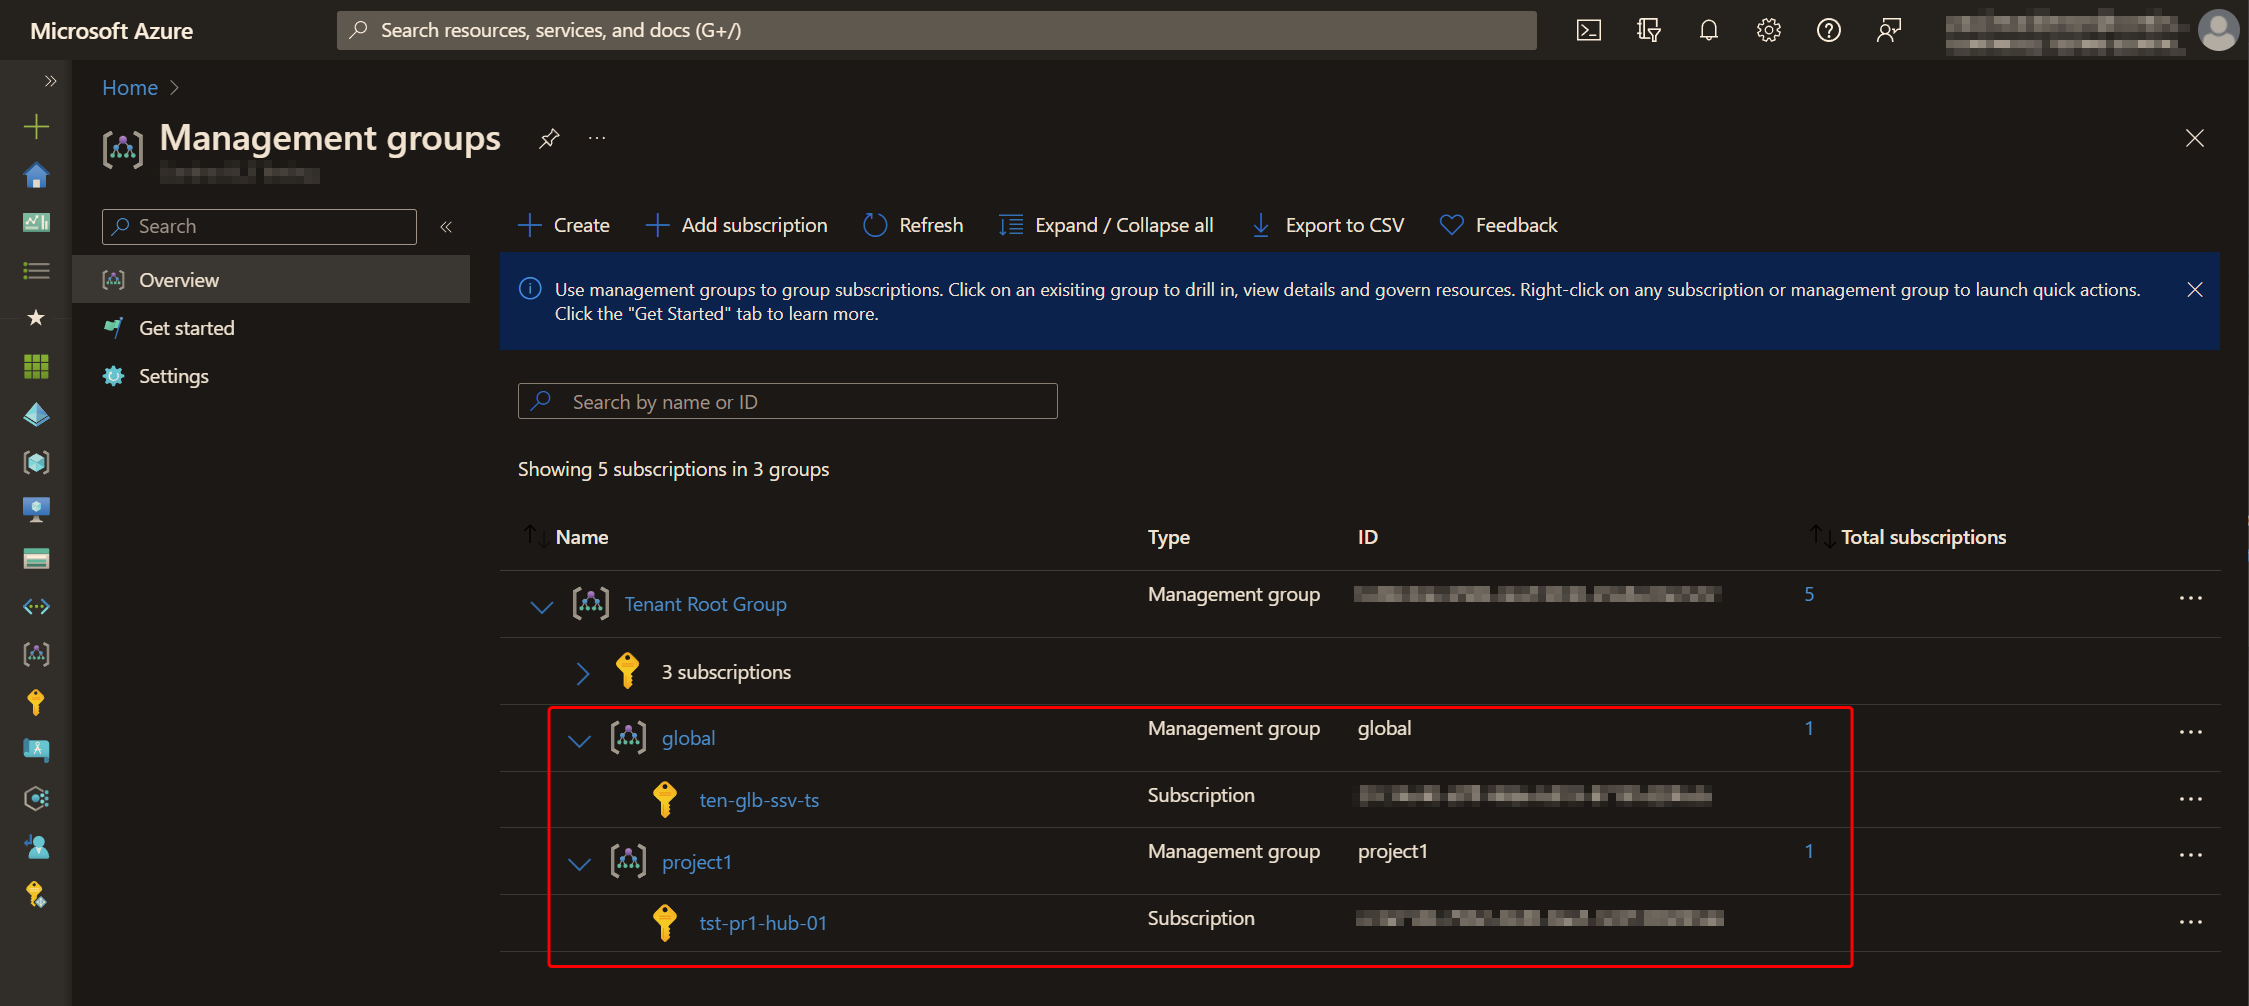 Microsoft Azure
Search resources, services, and docs (G+/)
Home
Management groups
Search
Create
Add subscription
Refresh
Expand / Collapse all
Export to CSV
Feedback
Overview
Get started
Settings
Use management groups to group subscriptions. Click on an exisiting group to drill in, view details and govern resources. Right-click on any subscription or management group to launch quick actions.
Click the "Get Started" tab to learn more.
Search by name or ID
Showing 5 subscriptions in 3 groups
Name Type ID Total subscriptions
Tenant Root Group Management group 5
3 subscriptions
global Management group global 1
ten-glb-ssv-ts Subscription
project1 Management group project1 1
tst-pr1-hub-01 Subscription